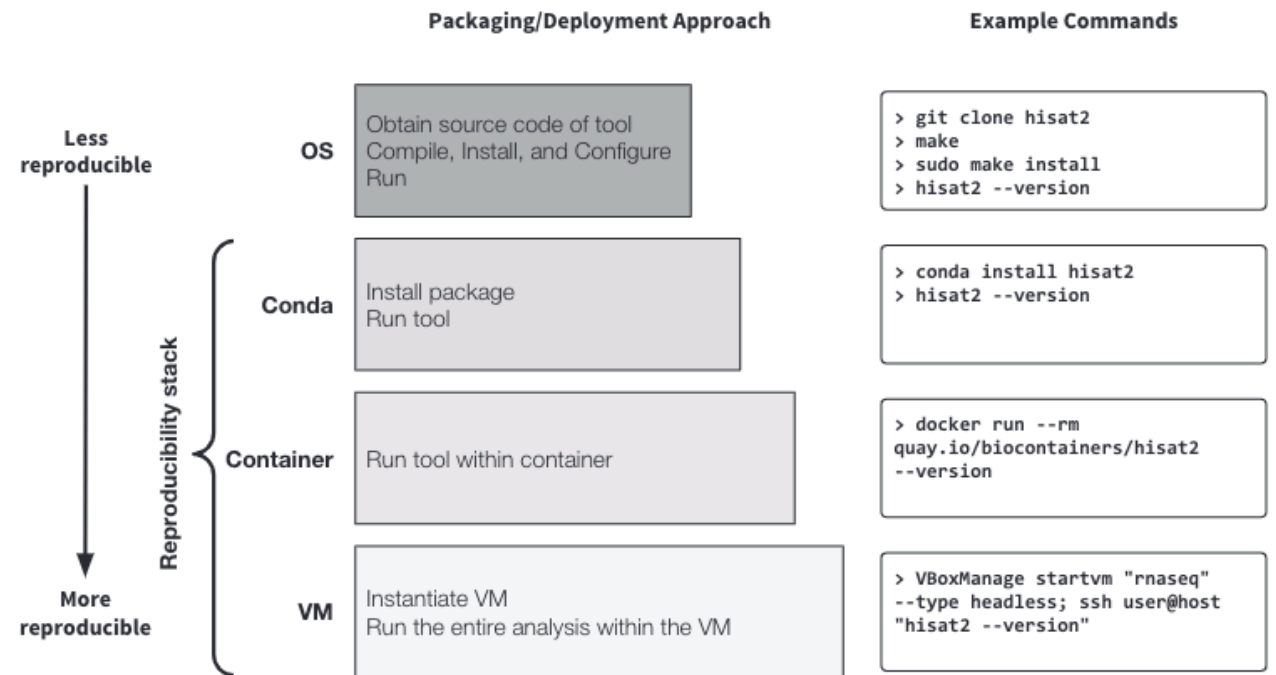 Packaging/Deployment Approach
Example Commands
Less
reproducible
OS
Obtain source code of tool
Compile, Install, and Configure
Run
> git clone hisat2
> make
> sudo make install
> hisat2 --version
Reproducibility stack
Conda
Install package
Run tool
> conda install hisat2
> hisat2 --version
Container
Run tool within container
> docker run --rm
quay.io/biocontainers/hisat2
--version
More
reproducible
VM
Instantiate VM
Run the entire analysis within the VM
> VBoxManage startvm "rnaseq"
--type headless; ssh user@host
"hisat2 --version"